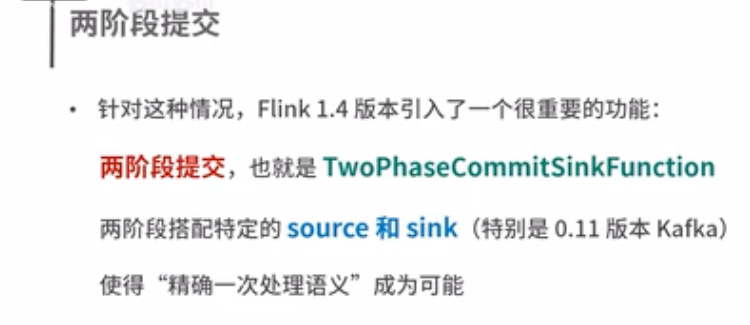 两阶段提交
• 针对这种情况，Flink 1.4 版本引入了一个很重要的功能：
两阶段提交，也就是 TwoPhaseCommitSinkFunction
两阶段搭配特定的 source 和 sink（特别是 0.11 版本 Kafka）
使得“精确一次处理语义”成为可能